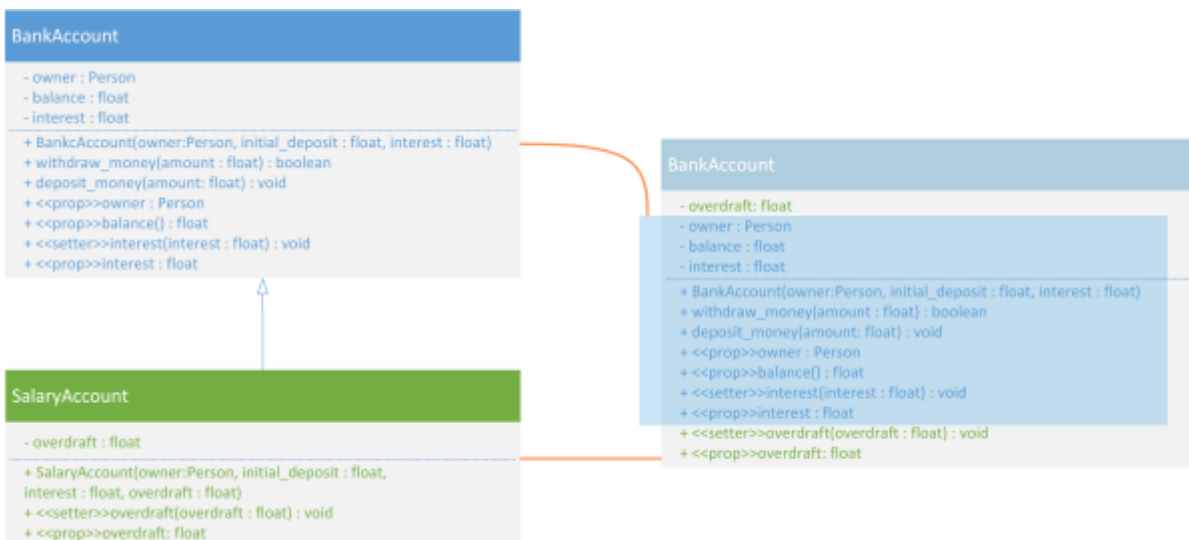 BankAccount
- owner : Person
- balance : float
- interest : float
+ BankcAccount(owner:Person, initial_deposit : float, interest : float)
+ withdraw_money(amount : float) : boolean
+ deposit_money(amount: float) : void
+ <<prop>>owner : Person
+ <<prop>>balance() : float
+ <<setter>>interest(interest : float) : void
+ <<prop>>interest : float
SalaryAccount
- overdraft : float
+ SalaryAccount(owner:Person, initial_deposit : float,
interest : float, overdraft : float)
+ <<setter>>overdraft(overdraft : float) : void
+ <<prop>>overdraft: float
BankAccount
- overdraft: float
- owner : Person
- balance : float
- interest : float
+ BankAccount(owner:Person, initial_deposit : float, interest : float)
+ withdraw_money(amount : float) : boolean
+ deposit_money(amount: float) : void
+ <<prop>>owner : Person
+ <<prop>>balance() : float
+ <<setter>>interest(interest : float) : void
+ <<prop>>interest : float
+ <<setter>>overdraft(overdraft : float) : void
+ <<prop>>overdraft: float